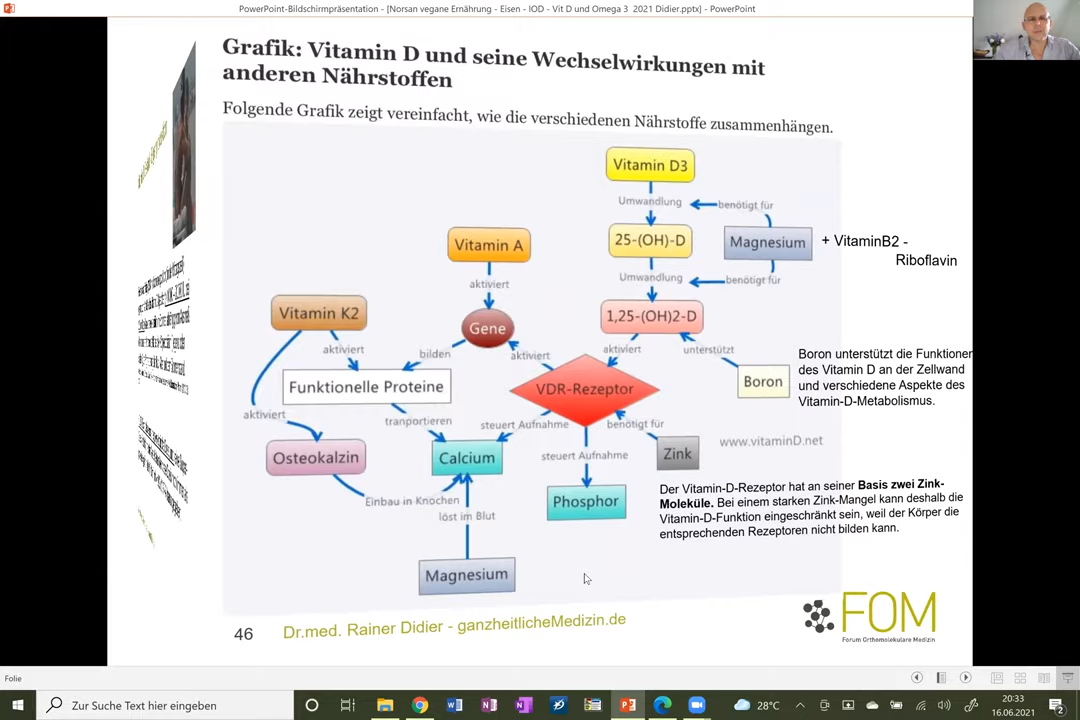 PowerPoint-Bildschirmpräsentation - [Norsan vegane Ernährung - Eisen - IOD - Vit D und Omega 3 2021 Didier.pptx] - PowerPoint
Grafik: Vitamin D und seine Wechselwirkungen mit
anderen Nährstoffen
Folgende Grafik zeigt vereinfacht, wie die verschiedenen Nährstoffe zusammenhängen.
Vitamin D3
Umwandlung
benötigt für
25-(OH)-D
Magnesium
+ VitaminB2 -
Riboflavin
Umwandlung
benötigt für
1,25-(OH)2-D
Vitamin A
aktiviert
Vitamin K2
Gene
aktiviert
bilden
aktiviert
aktiviert
unterstützt
Funktionelle Proteine
VDR-Rezeptor
Boron
Boron unterstützt die Funktionen
des Vitamin D an der Zellwand
und verschiedene Aspekte des
Vitamin-D-Metabolismus.
aktiviert
tranportieren
steuert Aufnahme
benötigt für
www.vitaminD.net
Osteokalzin
Calcium
steuert Aufnahme
Zink
Einbau in Knochen
löst im Blut
Phosphor
Der Vitamin-D-Rezeptor hat an seiner Basis zwei Zink-
Moleküle. Bei einem starken Zink-Mangel kann deshalb die
Vitamin-D-Funktion eingeschränkt sein, weil der Körper die
entsprechenden Rezeptoren nicht bilden kann.
Magnesium
46
Dr.med. Rainer Didier - ganzheitlicheMedizin.de
FOM
Forum Orthomolekulare Medizin
Folie
Zur Suche Text hier eingeben
28°C
20:33
16.06.2021
2